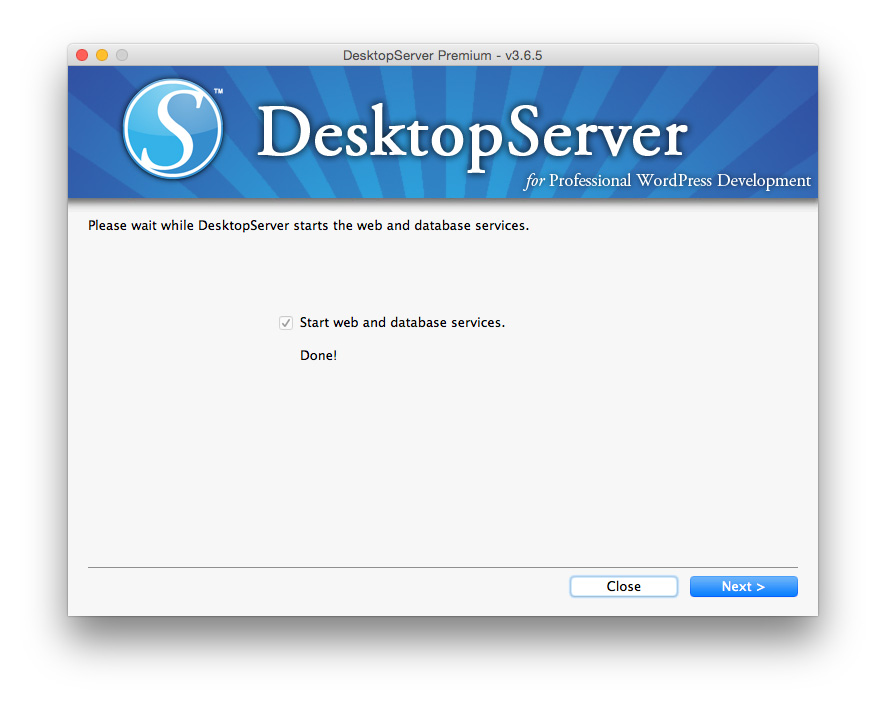 DesktopServer Premium - v3.6.5
S ™
DesktopServer
for Professional WordPress Development
Please wait while DesktopServer starts the web and database services.
Start web and database services.
Done!
Close
Next >